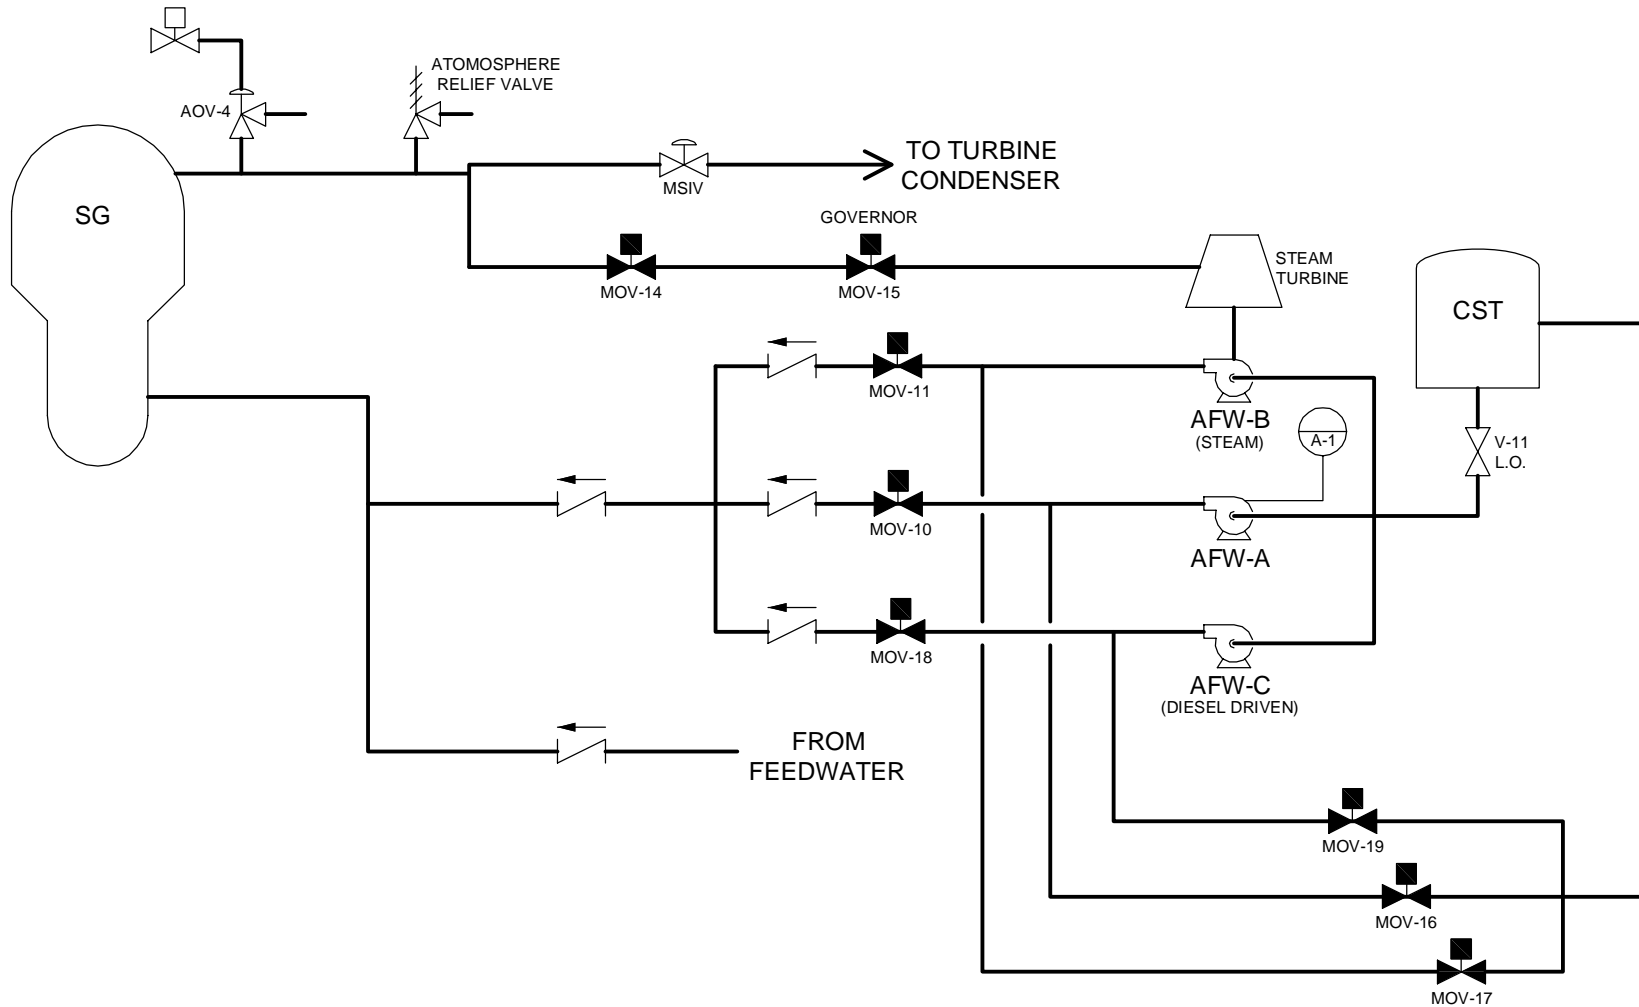 ATOMOSPHERE
RELIEF VALVE
AOV-4
TO TURBINE
CONDENSER
MSIV
SG
GOVERNOR
STEAM
TURBINE
MOV-14
MOV-15
CST
MOV-11
AFW-B
(STEAM)
A-1
V-11
L.O.
MOV-10
AFW-A
MOV-18
AFW-C
(DIESEL DRIVEN)
FROM
FEEDWATER
MOV-19
MOV-16
MOV-17